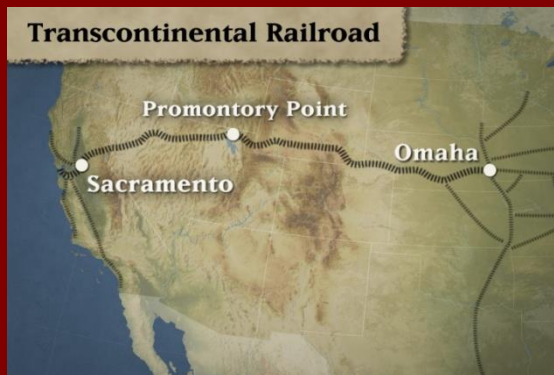 Transcontinental Railroad
Promontory Point
Omaha
Sacramento